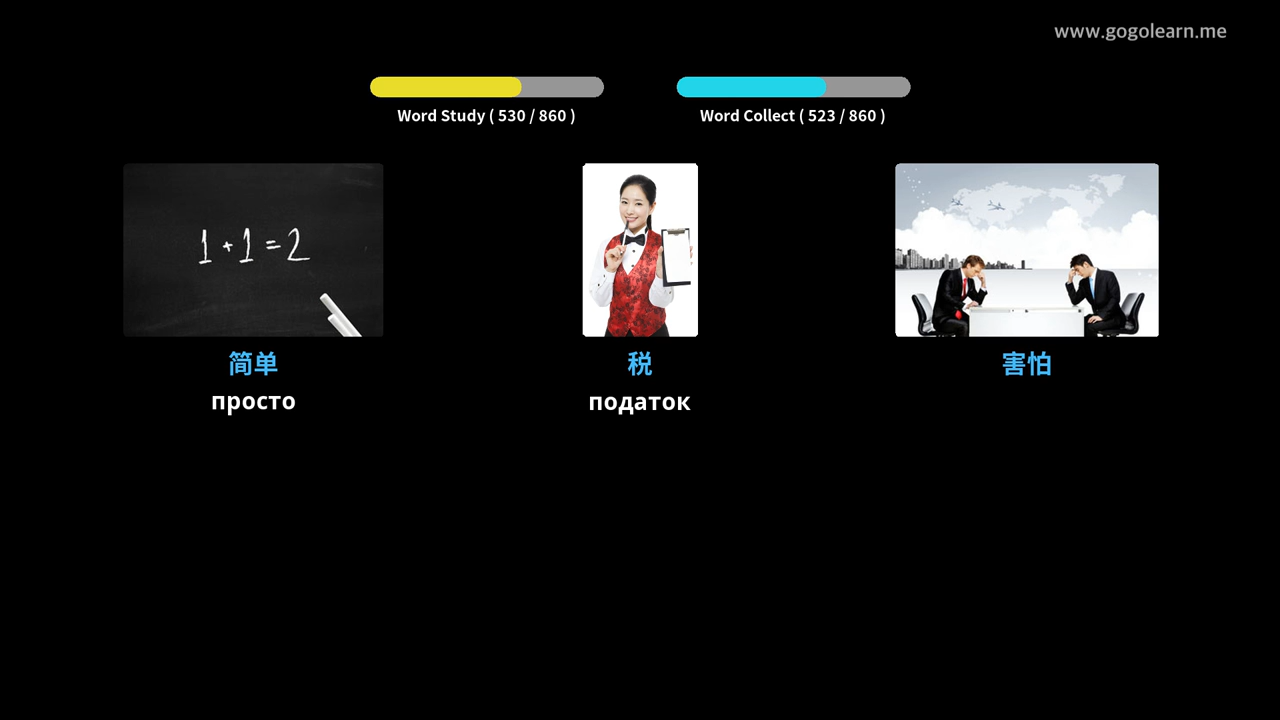 www.gogolearn.me
Word Study ( 530 / 860 )
Word Collect ( 523 / 860 )
1 + 1 = 2
简单
税
害怕
просто
податок